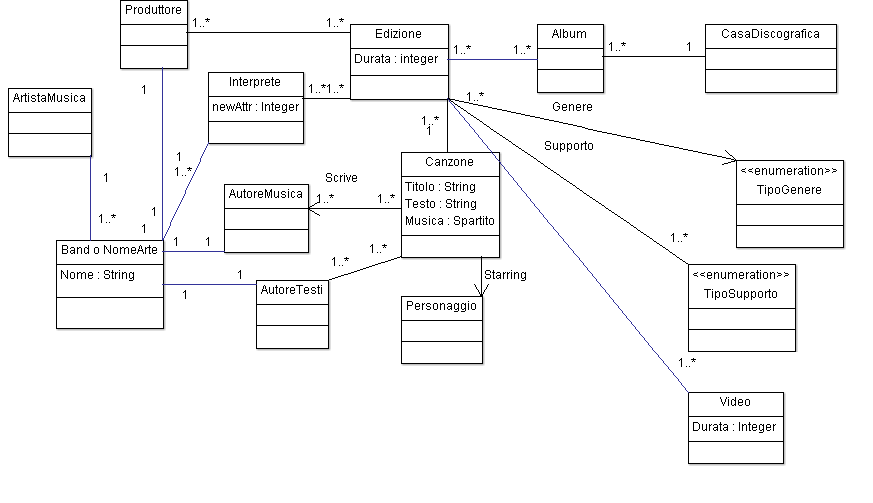 Produttore
1..*
1..*
Edizione
Durata : integer
1..*
1..*
Album
1..*
1
CasaDiscografica
ArtistaMusica
1
Interprete
newAttr : Integer
1..*
1..*
1..*
Genere
1..*
1
Supporto
1
1..*
Canzone
Titolo : String
Testo : String
Musica : Spartito
<<enumeration>>
TipoGenere
1
Scrive
AutoreMusica
1..*
1..*
1..*
1
1
Band o NomeArte
Nome : String
1
1
1..*
1..*
1..*
<<enumeration>>
TipoSupporto
1
1
AutoreTesti
Starring
Personaggio
1..*
Video
Durata : Integer